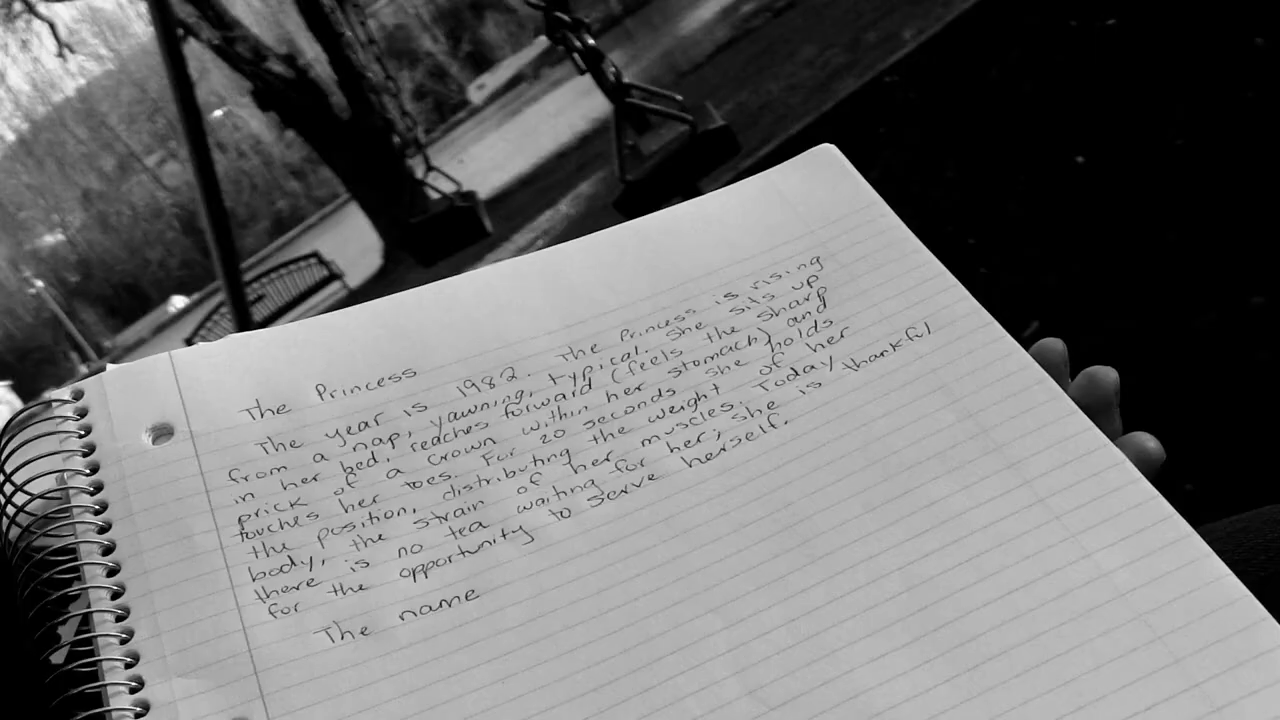 The Princess
The year is 1982. The Princess is rising
from a nap, yawning, typical. She sits up
in her bed, reaches forward (feels the sharp
prick of a crown within her stomach) and
touches her toes. For 20 seconds she holds
the position, distributing the weight of her
body, the strain of her muscles. Today
there is no tea waiting for her; she is thankful
for the opportunity to serve herself.
The name